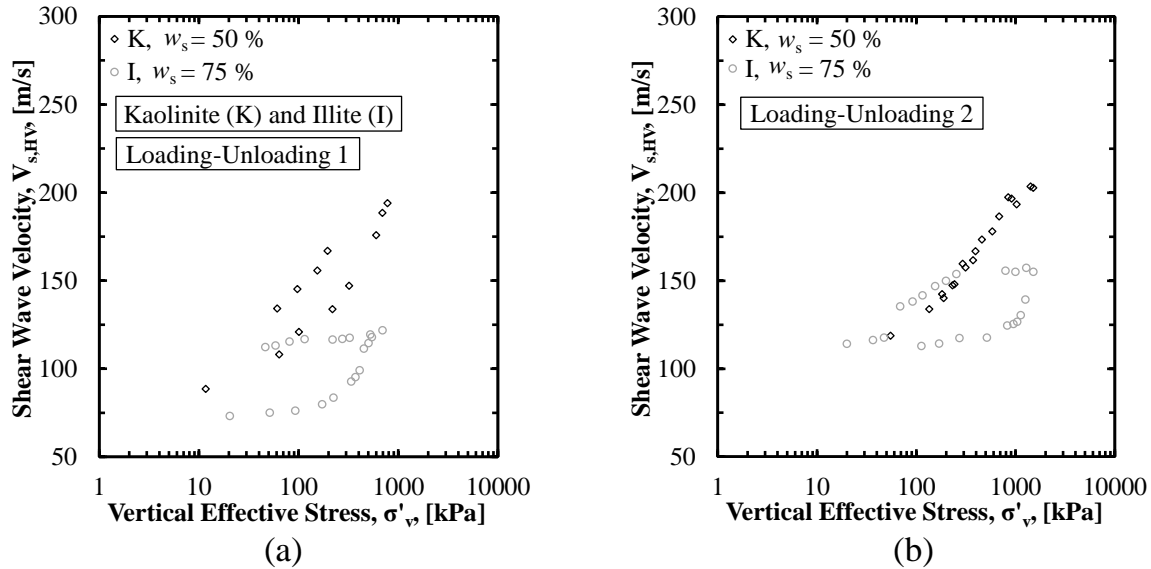 Shear Wave Velocity, Vs,HV, [m/s]
300
250
200
150
100
50
K, ws = 50 %
I, ws = 75 %
Kaolinite (K) and Illite (I)
Loading-Unloading 1
1
10
100
1000
10000
Vertical Effective Stress, σ'v, [kPa]
(a)
Shear Wave Velocity, Vs,HV, [m/s]
300
250
200
150
100
50
K, ws = 50 %
I, ws = 75 %
Loading-Unloading 2
1
10
100
1000
10000
Vertical Effective Stress, σ'v, [kPa]
(b)